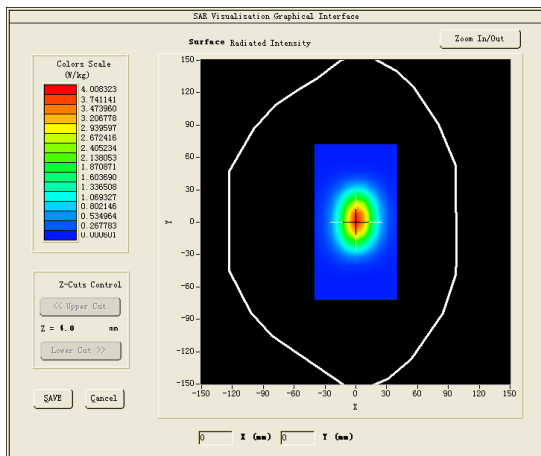 SAR Visualisation Graphical Interface
Surface Radiated Intensity
Zoom In/Out
Colors Scale
(W/kg)
4.008323
3.741141
3.473960
3.206778
2.939597
2.672416
2.405234
2.138053
1.870871
1.603690
1.336508
1.069327
0.802146
0.534964
0.267783
0.000601
Z-Cuts Control
<< Upper Cut
Z = 4.0 mm
Lower Cut >>
SAVE
Cancel
150
120
90
60
30
0
-30
-60
-90
-120
-150
Y
-150 -120 -90 -60 -30 0 30 60 90 120 150
X
0 X (mm) 0 Y (mm)